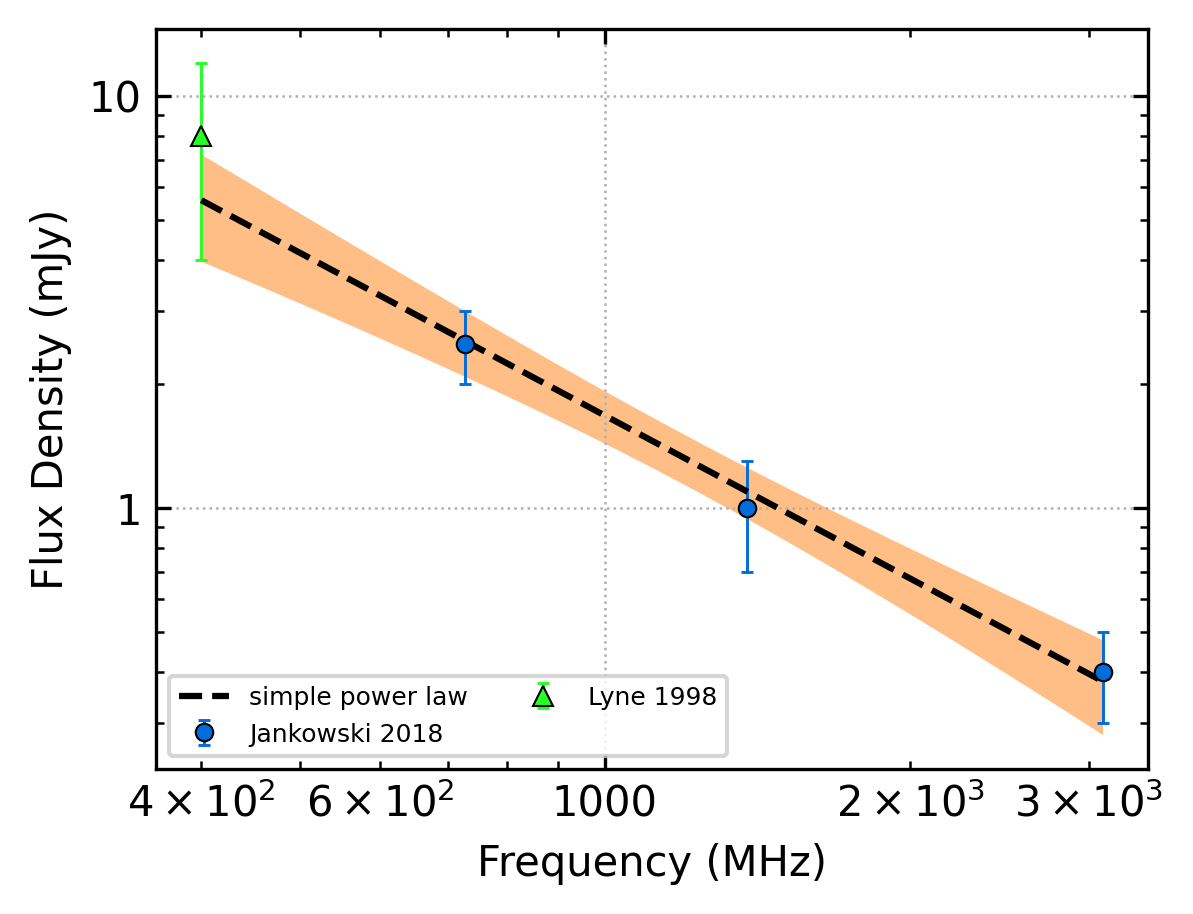 10
1
Flux Density (mJy)
simple power law
Jankowski 2018
Lyne 1998
4 × 10² 6 × 10² 1000 2 × 10³ 3 × 10³
Frequency (MHz)